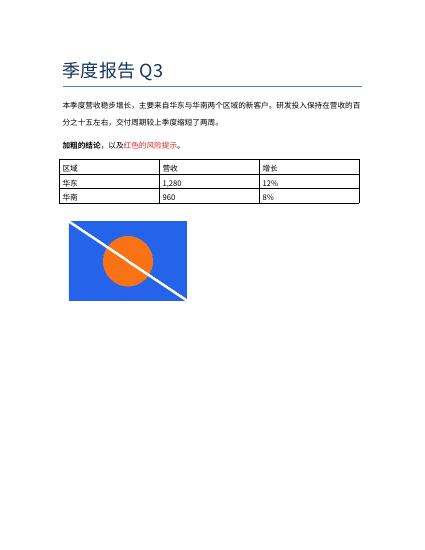 季度报告 Q3
本季度营收稳步增长，主要来自华东与华南两个区域的新客户。研发投入保持在营收的百
分之十五左右，交付周期较上季度缩短了两周。
加粗的结论，以及红色的风险提示。
区域 营收 增长
华东 1,280 12%
华南 960 8%